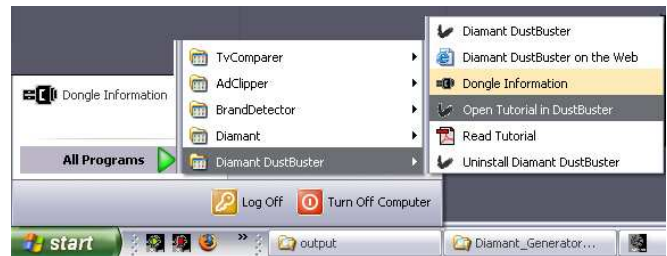 Dongle Information
All Programs
TvComparer
AdClipper
BrandDetector
Diamant
Diamant DustBuster
Diamant DustBuster
Diamant DustBuster on the Web
Dongle Information
Open Tutorial in DustBuster
Read Tutorial
Uninstall Diamant DustBuster
Log Off Turn Off Computer
start » output Diamant_Generator...